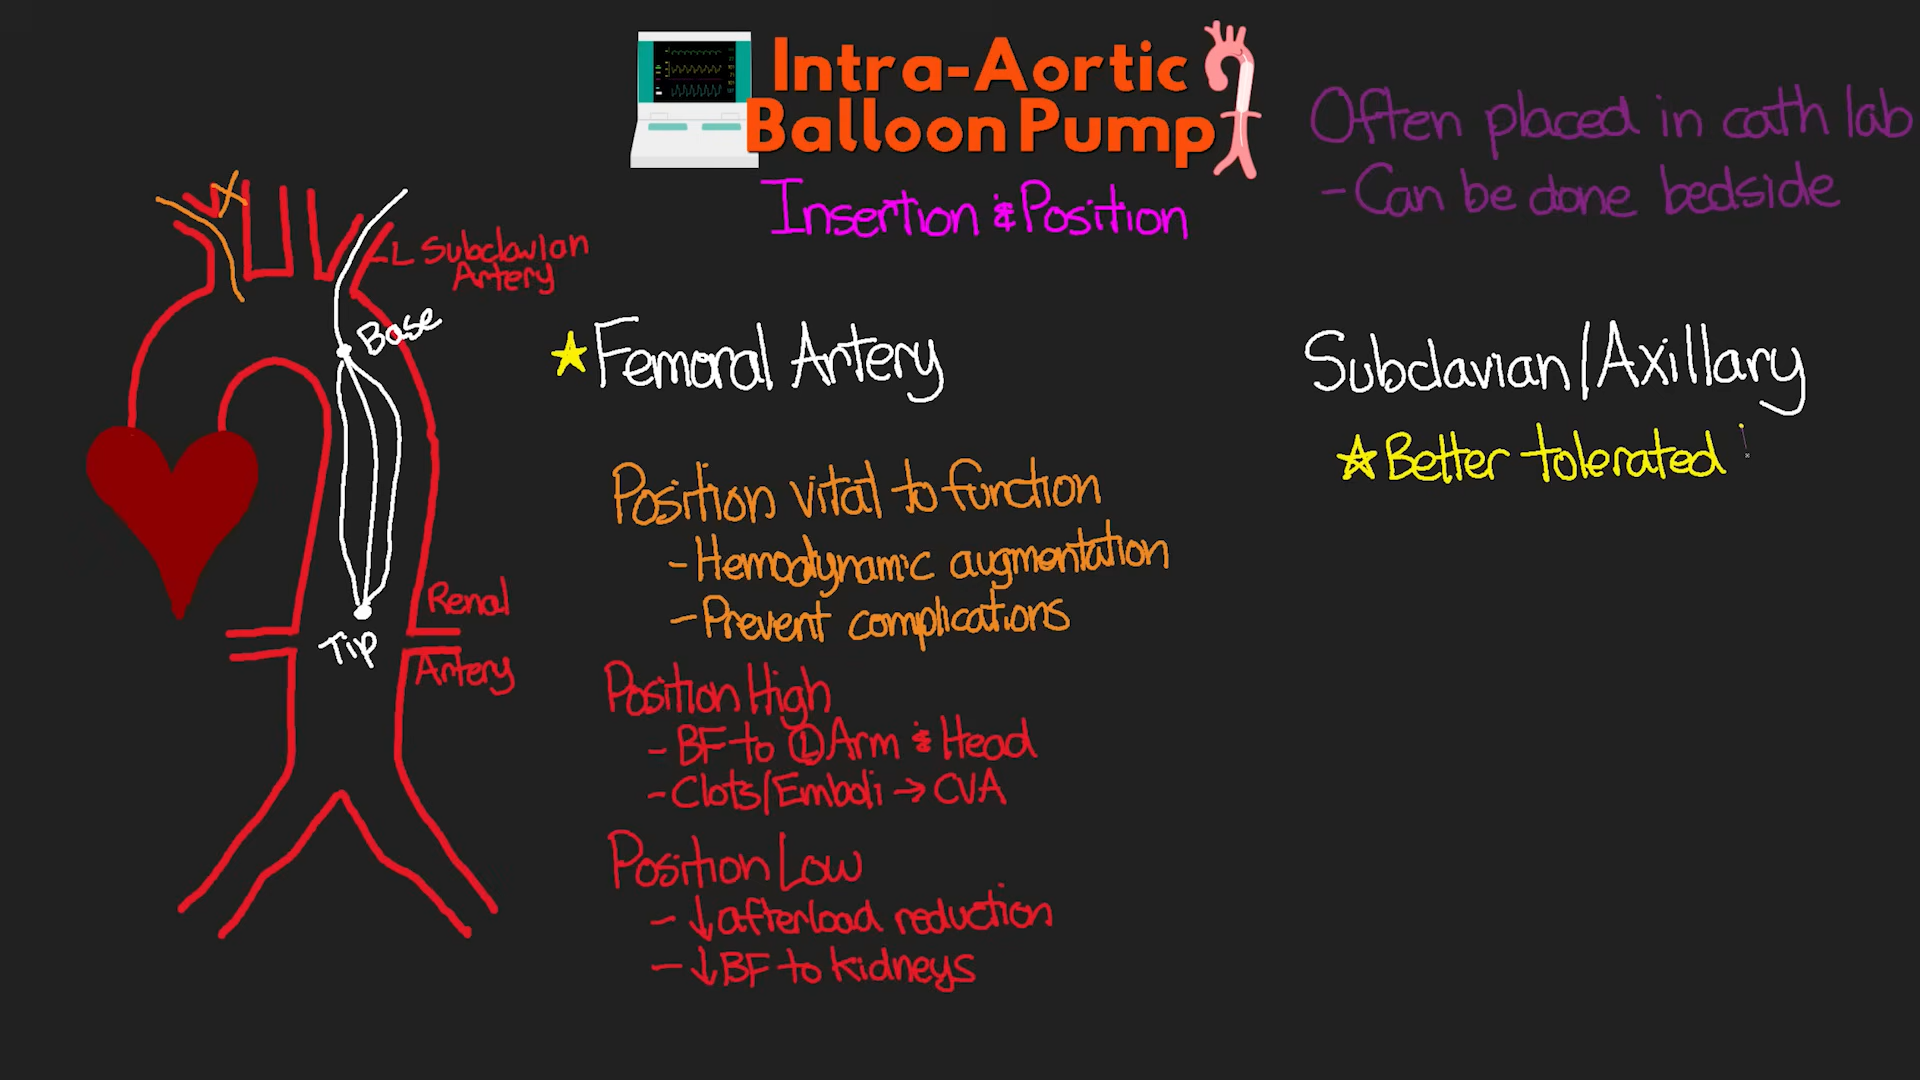 Intra-Aortic
Balloon Pump
Insertion & Position
Often placed in cath lab
- Can be done bedside
L Subclavian
Artery
Base
Tip
Renal
Artery
Femoral Artery
Position vital to function
- Hemodynamic augmentation
- Prevent complications
Position High
- BF to Ⓛ Arm & Head
- Clots/Emboli → CVA
Position Low
- ↓ afterload reduction
- ↓ BF to kidneys
Subclavian/Axillary
Better tolerated